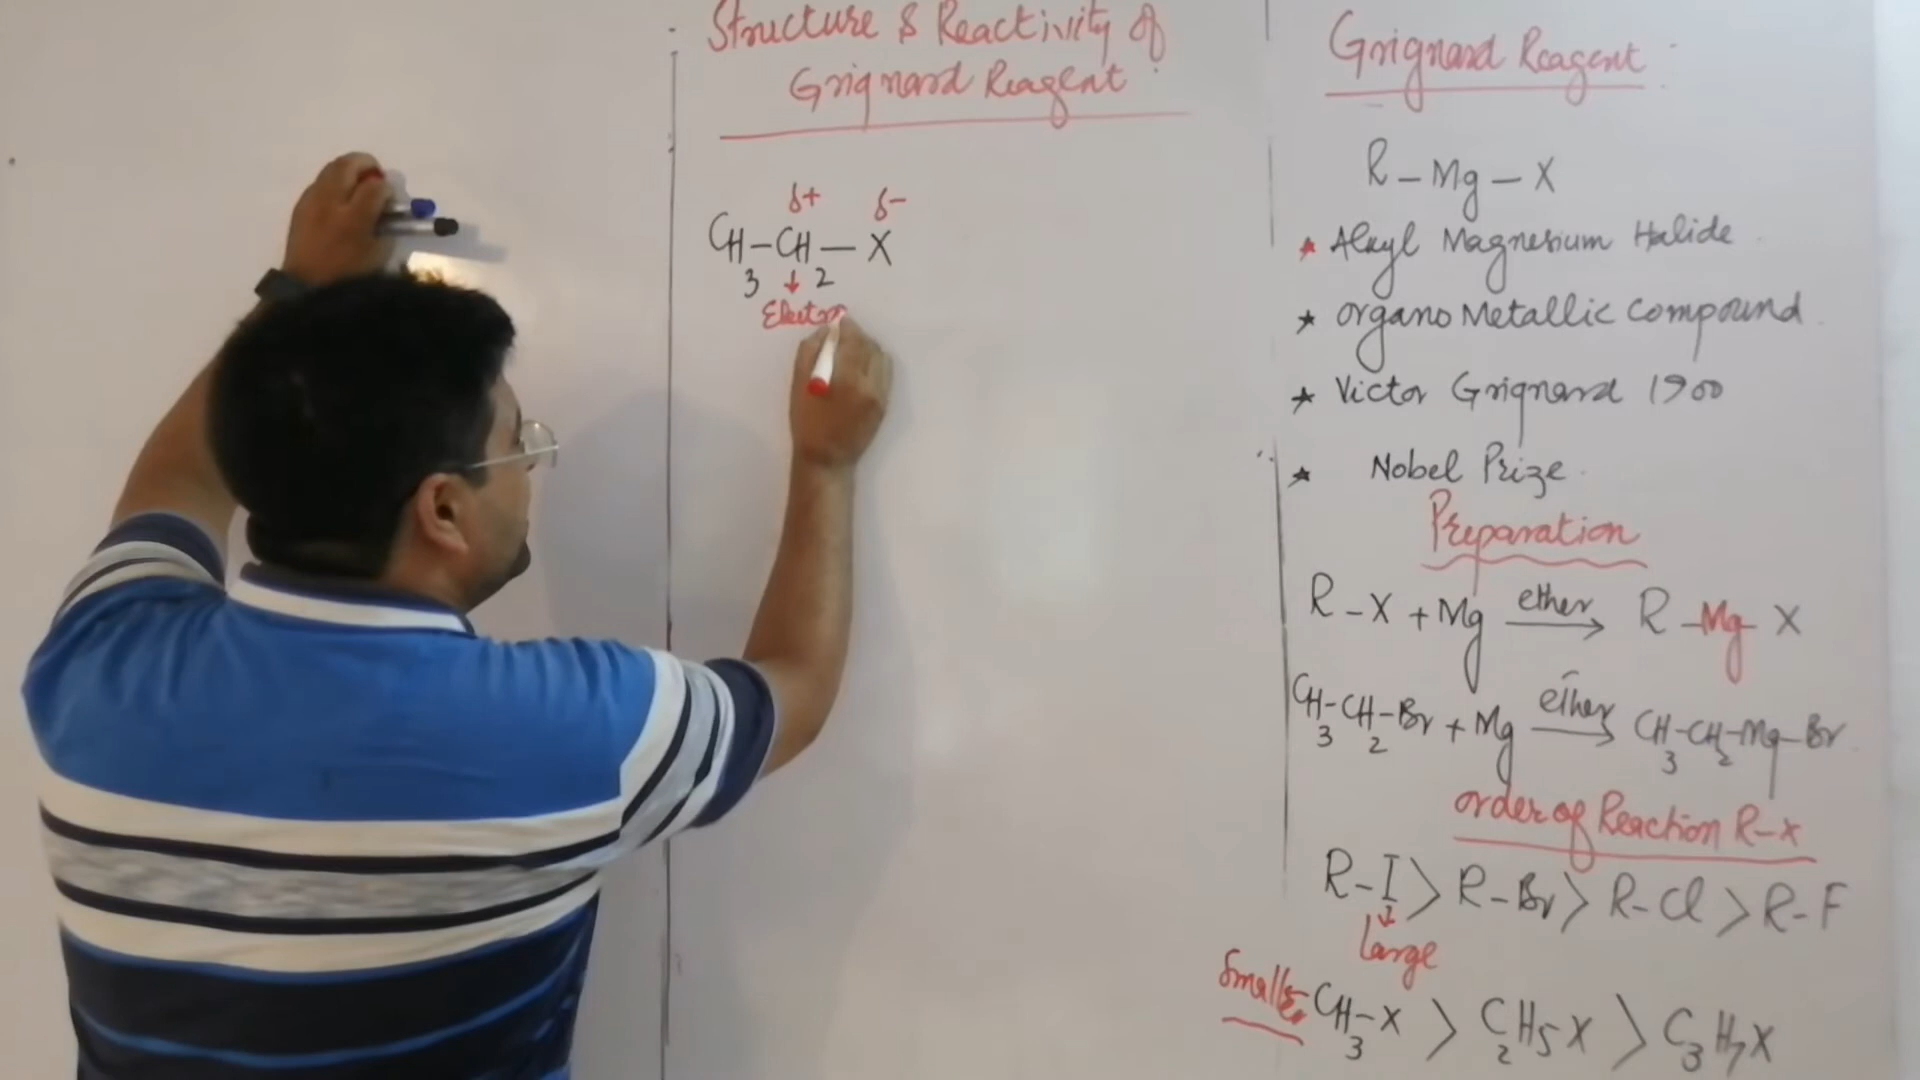 Structure & Reactivity of
Grignard Reagent:
δ+ δ-
CH3-CH2-X
↓
Electro
Grignard Reagent:
R-Mg-X
★ Alkyl Magnesium Halide
★ organo Metallic Compound
★ Victor Grignard 1900
★ Nobel Prize
Preparation
R-X + Mg ether → R-Mg X
CH3-CH2-Br + Mg ether → CH3-CH2-Mg-Br
order of Reaction R-X
R-I > R-Br > R-Cl > R-F
↓
Large
Smaller CH3-X > C2H5X > C3H7X